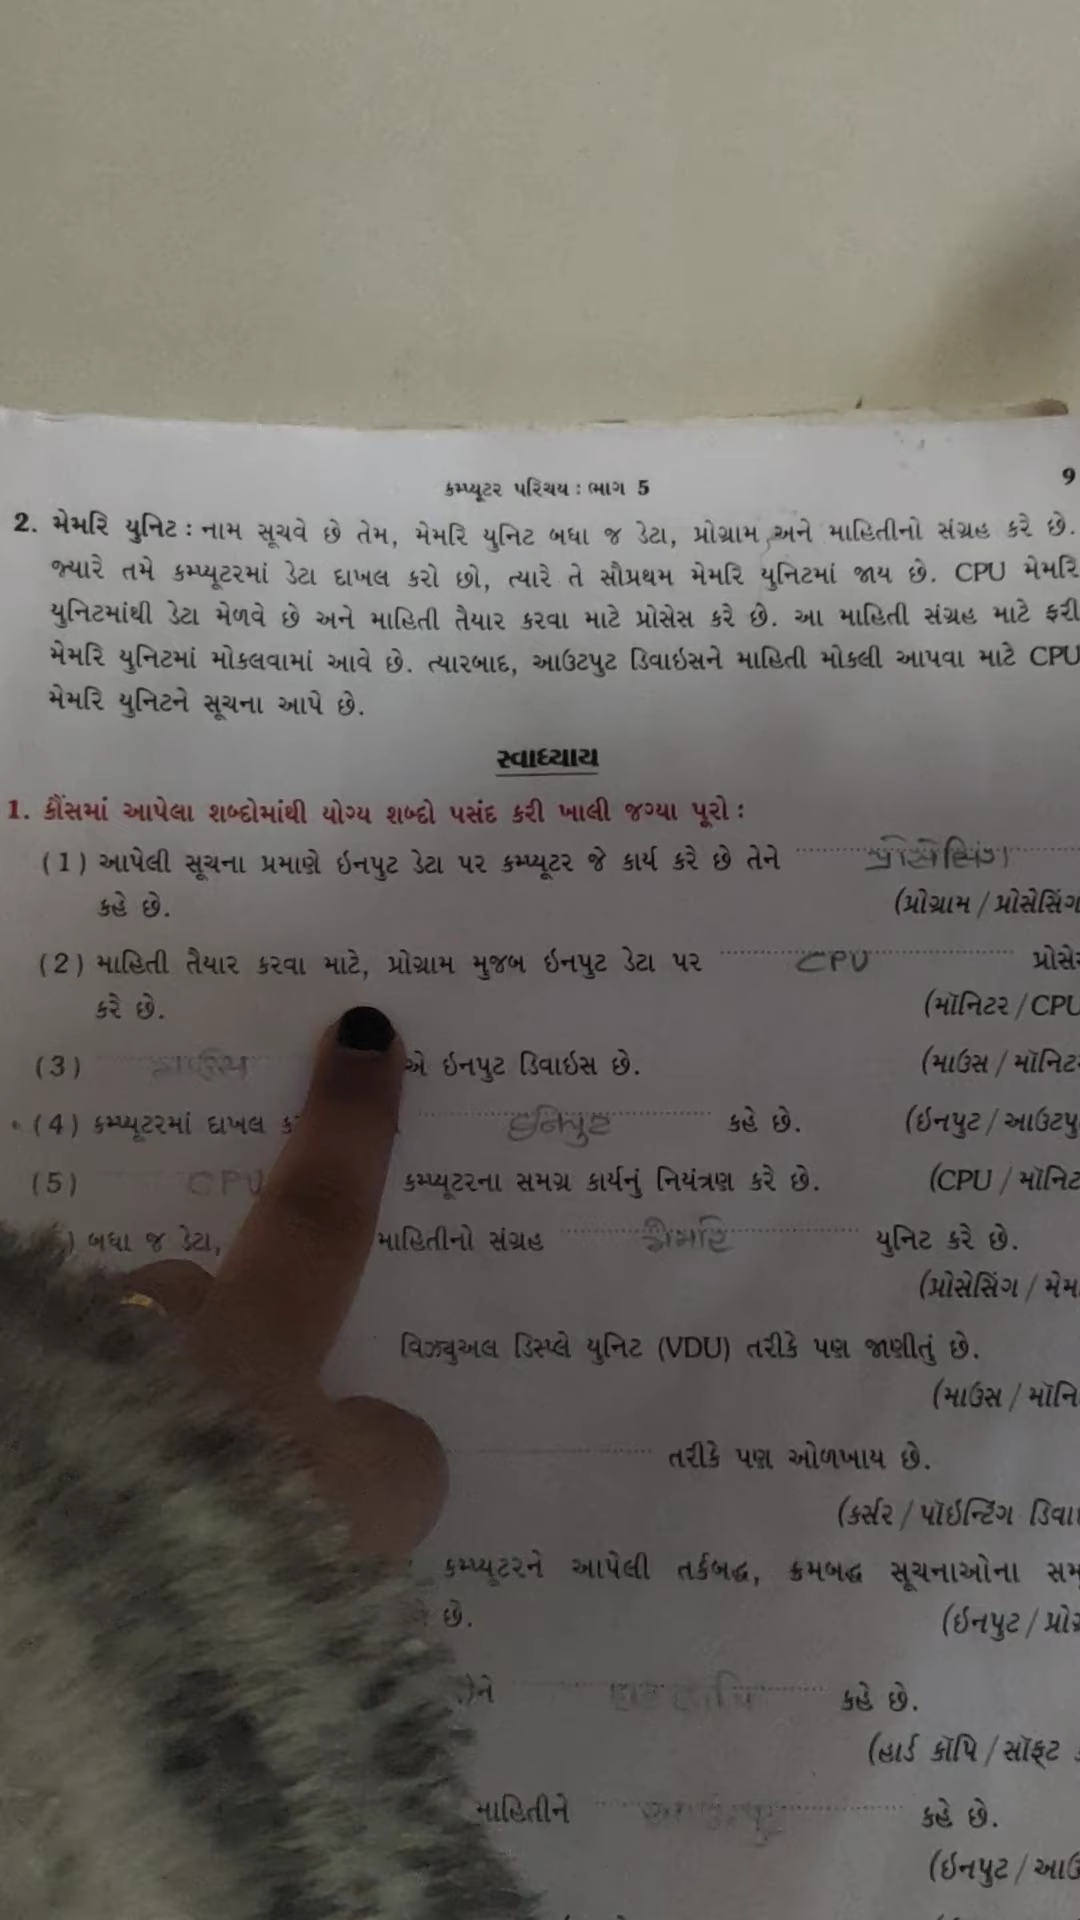 કમ્પ્યૂટર પરિચય : ભાગ 5
9
2. મેમરિ યુનિટ : નામ સૂચવે છે તેમ, મેમરિ યુનિટ બધા જ ડેટા, પ્રોગ્રામ અને માહિતીનો સંગ્રહ કરે છે.
જ્યારે તમે કમ્પ્યૂટરમાં ડેટા દાખલ કરો છો, ત્યારે તે સૌપ્રથમ મેમરિ યુનિટમાં જાય છે. CPU મેમરિ
યુનિટમાંથી ડેટા મેળવે છે અને માહિતી તૈયાર કરવા માટે પ્રોસેસ કરે છે. આ માહિતી સંગ્રહ માટે ફરી
મેમરિ યુનિટમાં મોકલવામાં આવે છે. ત્યારબાદ, આઉટપુટ ડિવાઇસને માહિતી મોકલી આપવા માટે CPU
મેમરિ યુનિટને સૂચના આપે છે.
સ્વાધ્યાય
1. કૌંસમાં આપેલા શબ્દોમાંથી યોગ્ય શબ્દો પસંદ કરી ખાલી જગ્યા પૂરો :
(1) આપેલી સૂચના પ્રમાણે ઇનપુટ ડેટા પર કમ્પ્યૂટર જે કાર્ય કરે છે તેને પ્રોસેસિંગ
કહે છે. (પ્રોગ્રામ / પ્રોસેસિંગ
(2) માહિતી તૈયાર કરવા માટે, પ્રોગ્રામ મુજબ ઇનપુટ ડેટા પર CPU પ્રોસે
કરે છે. (મૉનિટર / CPU
(3) માઉસ એ ઇનપુટ ડિવાઇસ છે. (માઉસ / મૉનિટ
(4) કમ્પ્યૂટરમાં દાખલ ઇનપુટ કહે છે. (ઇનપુટ / આઉટપુ
(5) CPU કમ્પ્યૂટરના સમગ્ર કાર્યનું નિયંત્રણ કરે છે. (CPU / મૉનિટ
) બધા જ ડેટા, માહિતીનો સંગ્રહ મેમરિ યુનિટ કરે છે.
(પ્રોસેસિંગ / મેમ
વિઝ્યુઅલ ડિસ્પ્લે યુનિટ (VDU) તરીકે પણ જાણીતું છે.
(માઉસ / મૉનિ
તરીકે પણ ઓળખાય છે.
(કર્સર / પૉઇન્ટિંગ ડિવા
કમ્પ્યૂટરને આપેલી તર્કબદ્ધ, ક્રમબદ્ધ સૂચનાઓના સમ
છે. (ઇનપુટ / પ્રોગ્ર
ને કહે છે.
(હાર્ડ કૉપિ / સૉફ્ટ
માહિતીને કહે છે.
(ઇનપુટ / આઉ